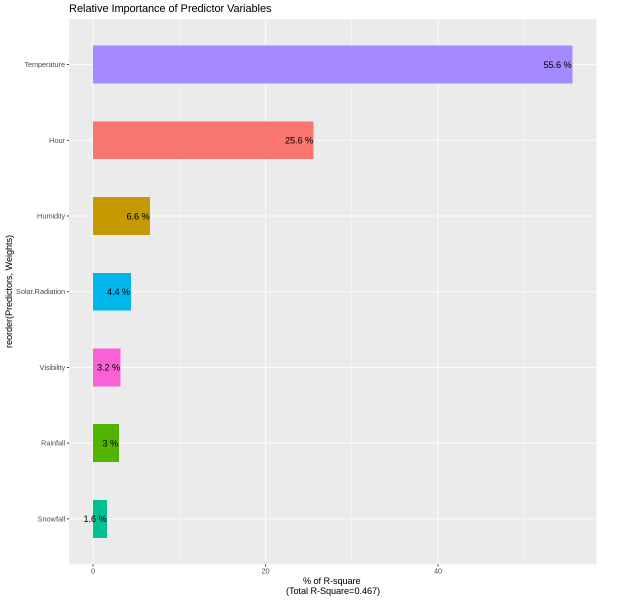 Relative Importance of Predictor Variables
reorder(Predictors, Weights)
Temperature
55.6 %
Hour
25.6 %
Humidity
6.6 %
Solar.Radiation
4.4 %
Visibility
3.2 %
Rainfall
3 %
Snowfall
1.6 %
0
20
40
% of R-square
(Total R-Square=0.467)